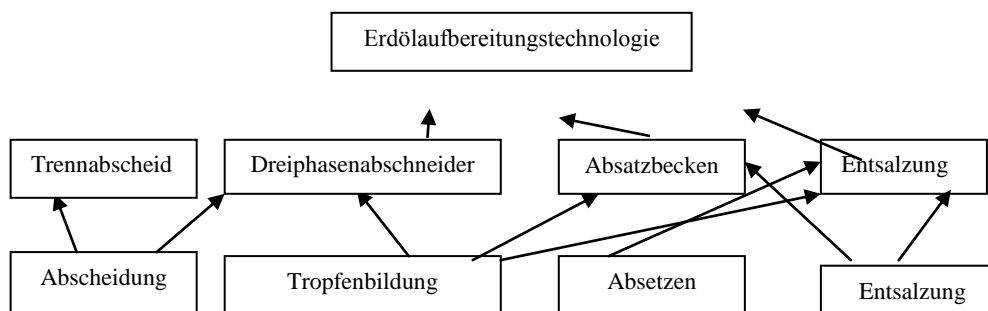 Erdölaufbereitungstechnologie
Trennabscheid
Dreiphasenabschneider
Absatzbecken
Entsalzung
Abscheidung
Tropfenbildung
Absetzen
Entsalzung